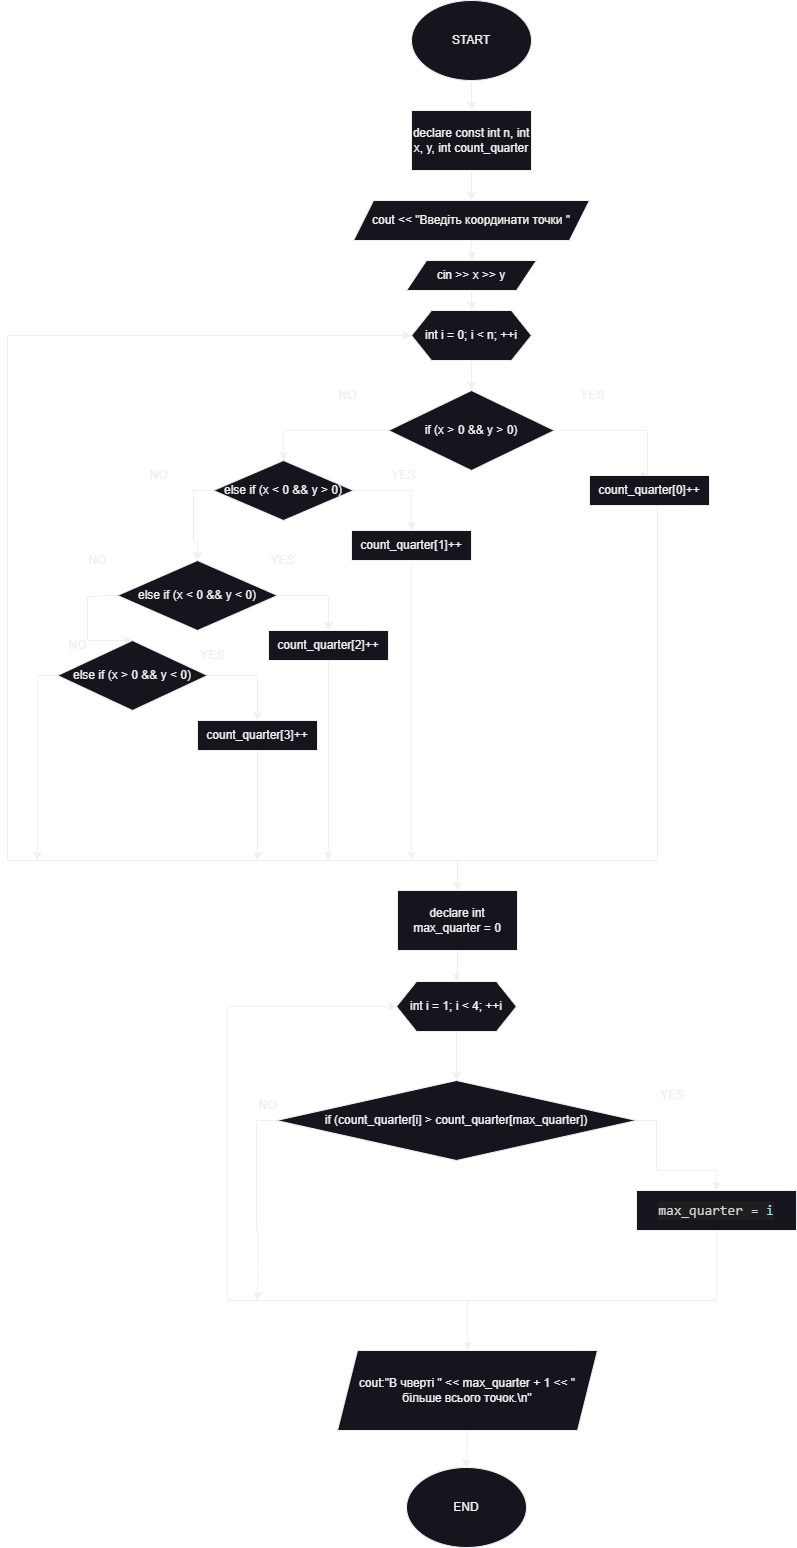 START
declare const int n, int
x, y, int count_quarter
cout << "Введіть координати точки "
cin >> x >> y
int i = 0; i < n; ++i
NO
YES
if (x > 0 && y > 0)
NO
YES
else if (x < 0 && y > 0)
count_quarter[0]++
count_quarter[1]++
NO
YES
else if (x < 0 && y < 0)
count_quarter[2]++
NO
YES
else if (x > 0 && y < 0)
count_quarter[3]++
declare int
max_quarter = 0
int i = 1; i < 4; ++i
NO
YES
if (count_quarter[i] > count_quarter[max_quarter])
max_quarter = i
cout:"В чверті " << max_quarter + 1 << "
більше всього точок.\n"
END